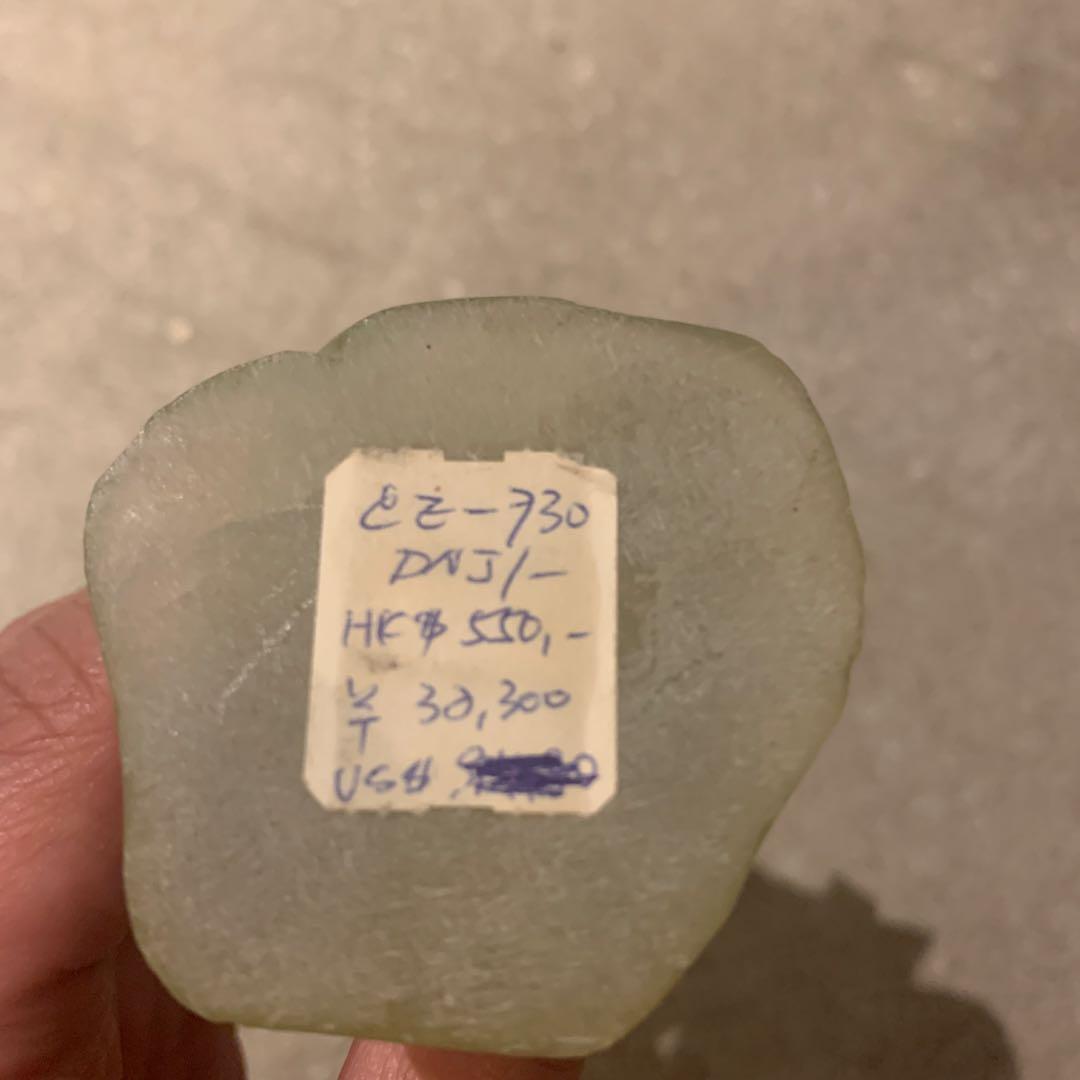 EZ-730
DNJ/-
HK$ 550,-
¥ 30,300
US$